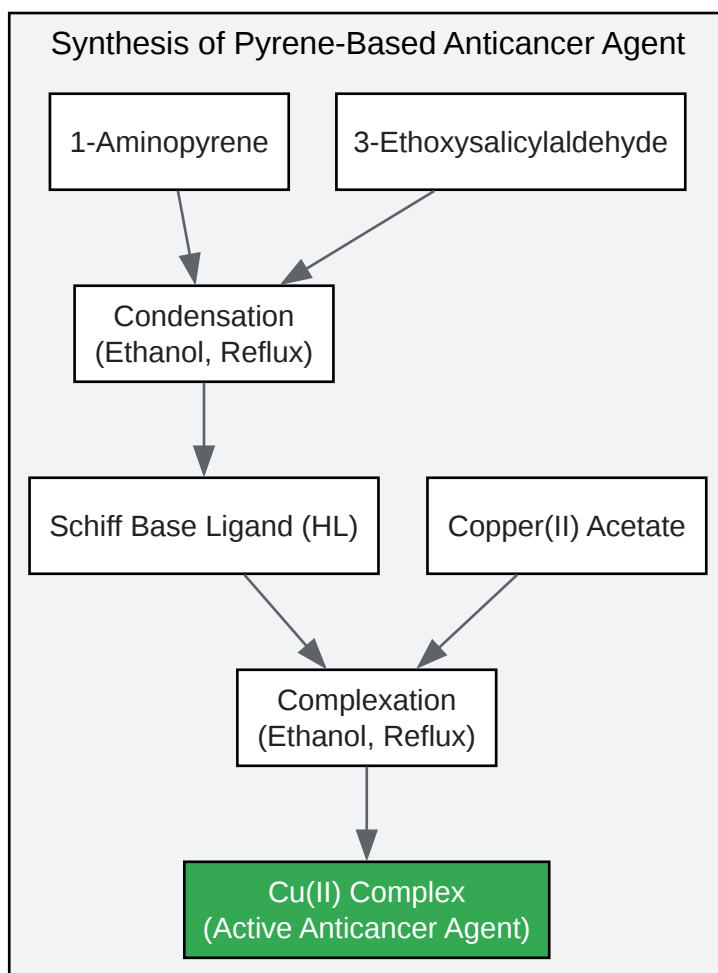 Synthesis of Pyrene-Based Anticancer Agent
1-Aminopyrene
3-Ethoxysalicylaldehyde
Condensation
(Ethanol, Reflux)
Schiff Base Ligand (HL)
Copper(II) Acetate
Complexation
(Ethanol, Reflux)
Cu(II) Complex
(Active Anticancer Agent)